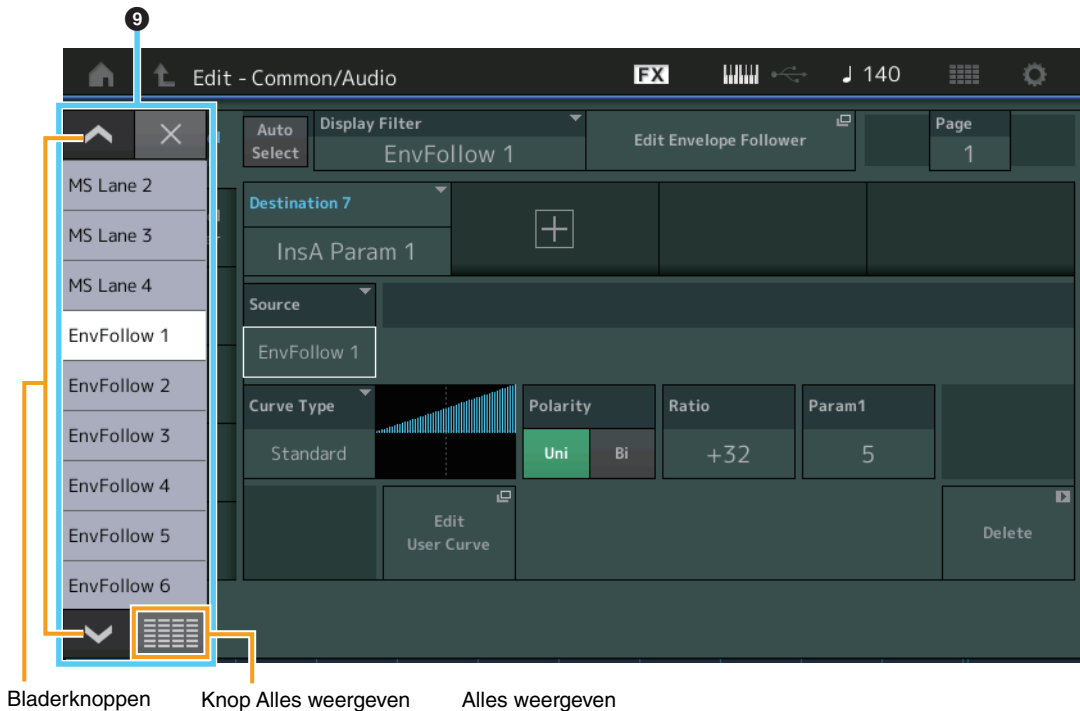 9
Edit - Common/Audio
FX
♩ 140
Auto Select
Display Filter
EnvFollow 1
Edit Envelope Follower
Page
1
MS Lane 2
MS Lane 3
MS Lane 4
EnvFollow 1
EnvFollow 2
EnvFollow 3
EnvFollow 4
EnvFollow 5
EnvFollow 6
Destination 7
InsA Param 1
Source
EnvFollow 1
Curve Type
Standard
Polarity
Uni
Bi
Ratio
+32
Param1
5
Edit
User Curve
Delete
Bladerknoppen
Knop Alles weergeven
Alles weergeven